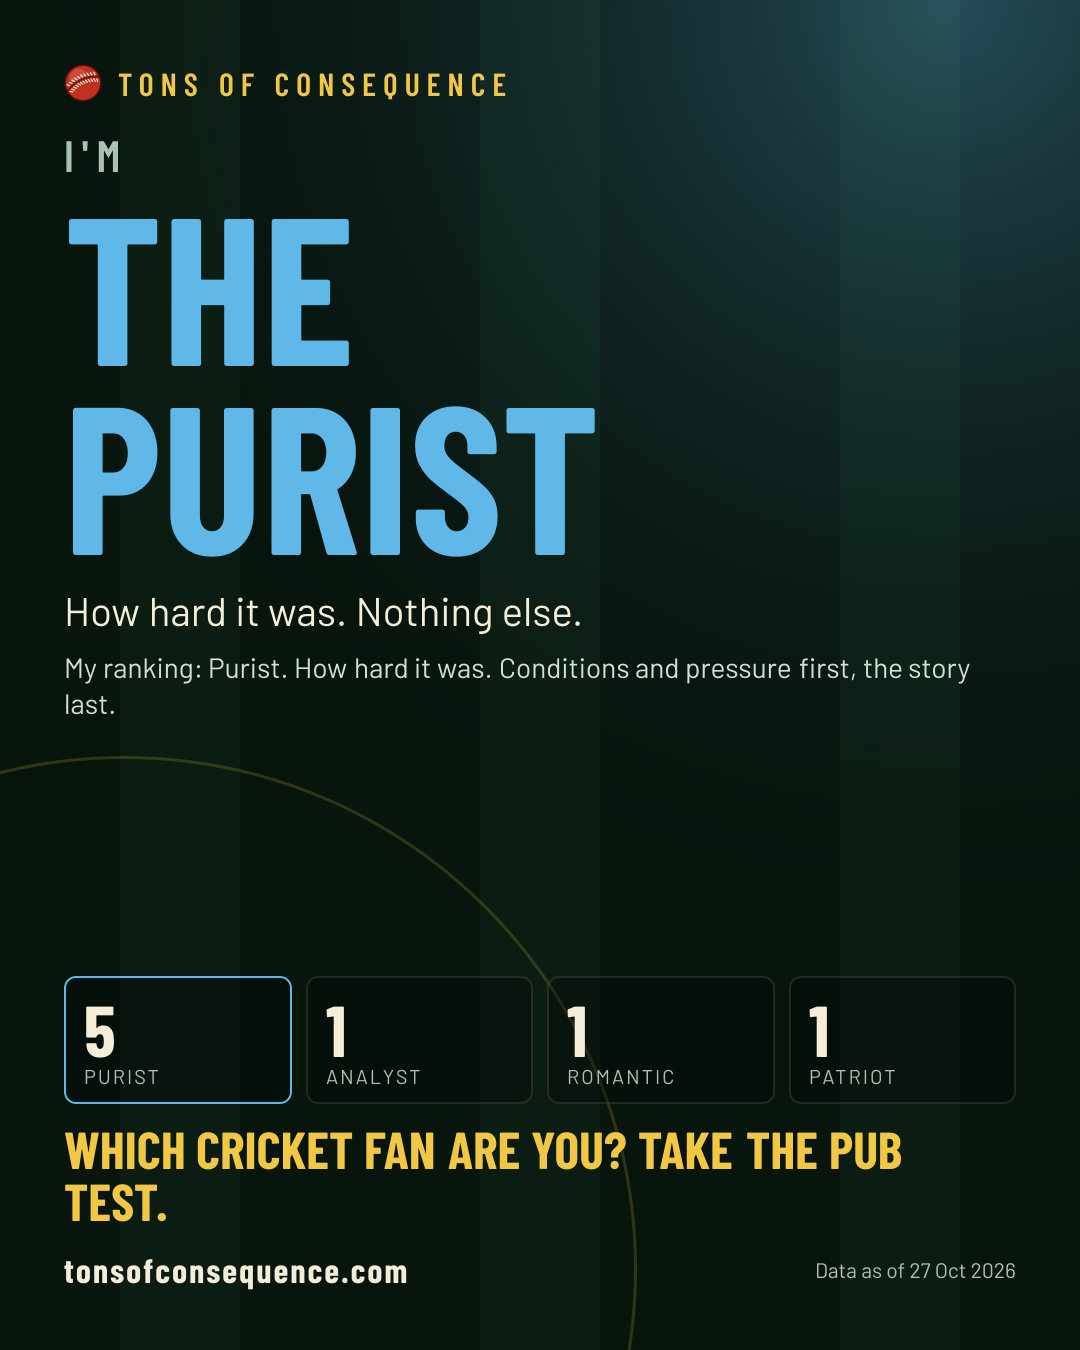 TONS OF CONSEQUENCE
I'M
THE
PURIST
How hard it was. Nothing else.
My ranking: Purist. How hard it was. Conditions and pressure first, the story
last.
5
PURIST
1
ANALYST
1
ROMANTIC
1
PATRIOT
WHICH CRICKET FAN ARE YOU? TAKE THE PUB
TEST.
tonsofconsequence.com
Data as of 27 Oct 2026